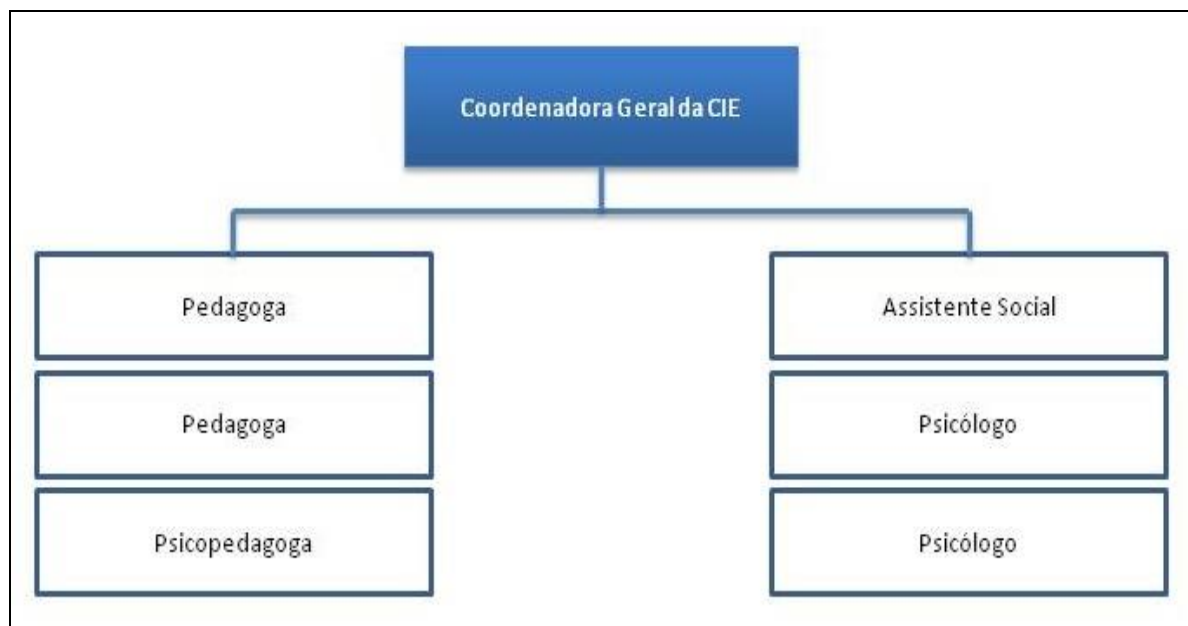 Coordenadora Geral da CIE
Pedagoga
Pedagoga
Psicopedagoga
Assistente Social
Psicólogo
Psicólogo